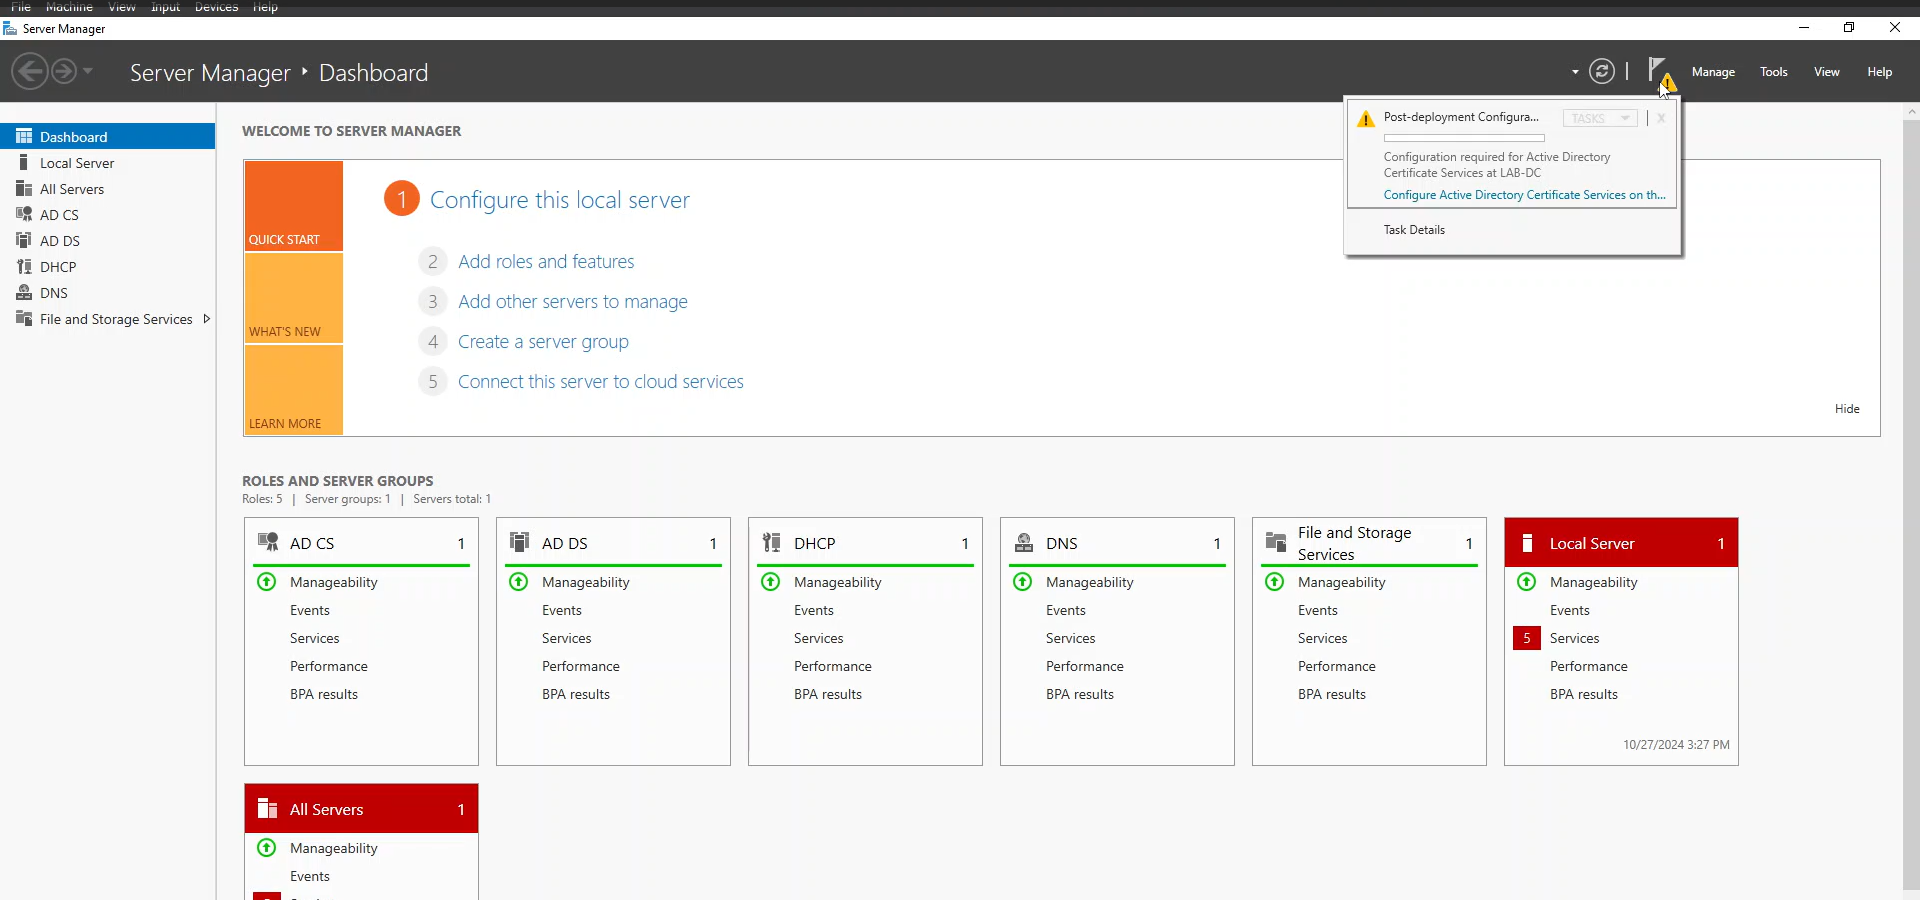 File Machine View Input Devices Help
Server Manager
Server Manager Dashboard
Manage Tools View Help
Post-deployment Configura...
TASKS
X
Configuration required for Active Directory
Certificate Services at LAB-DC
Configure Active Directory Certificate Services on th...
Task Details
Dashboard
Local Server
All Servers
AD CS
AD DS
DHCP
DNS
File and Storage Services
WELCOME TO SERVER MANAGER
QUICK START
WHAT'S NEW
LEARN MORE
1 Configure this local server
2 Add roles and features
3 Add other servers to manage
4 Create a server group
5 Connect this server to cloud services
Hide
ROLES AND SERVER GROUPS
Roles: 5 | Server groups: 1 | Servers total: 1
AD CS 1
Manageability
Events
Services
Performance
BPA results
AD DS 1
Manageability
Events
Services
Performance
BPA results
DHCP 1
Manageability
Events
Services
Performance
BPA results
DNS 1
Manageability
Events
Services
Performance
BPA results
File and Storage
Services 1
Manageability
Events
Services
Performance
BPA results
Local Server 1
Manageability
Events
5 Services
Performance
BPA results
10/27/2024 3:27 PM
All Servers 1
Manageability
Events